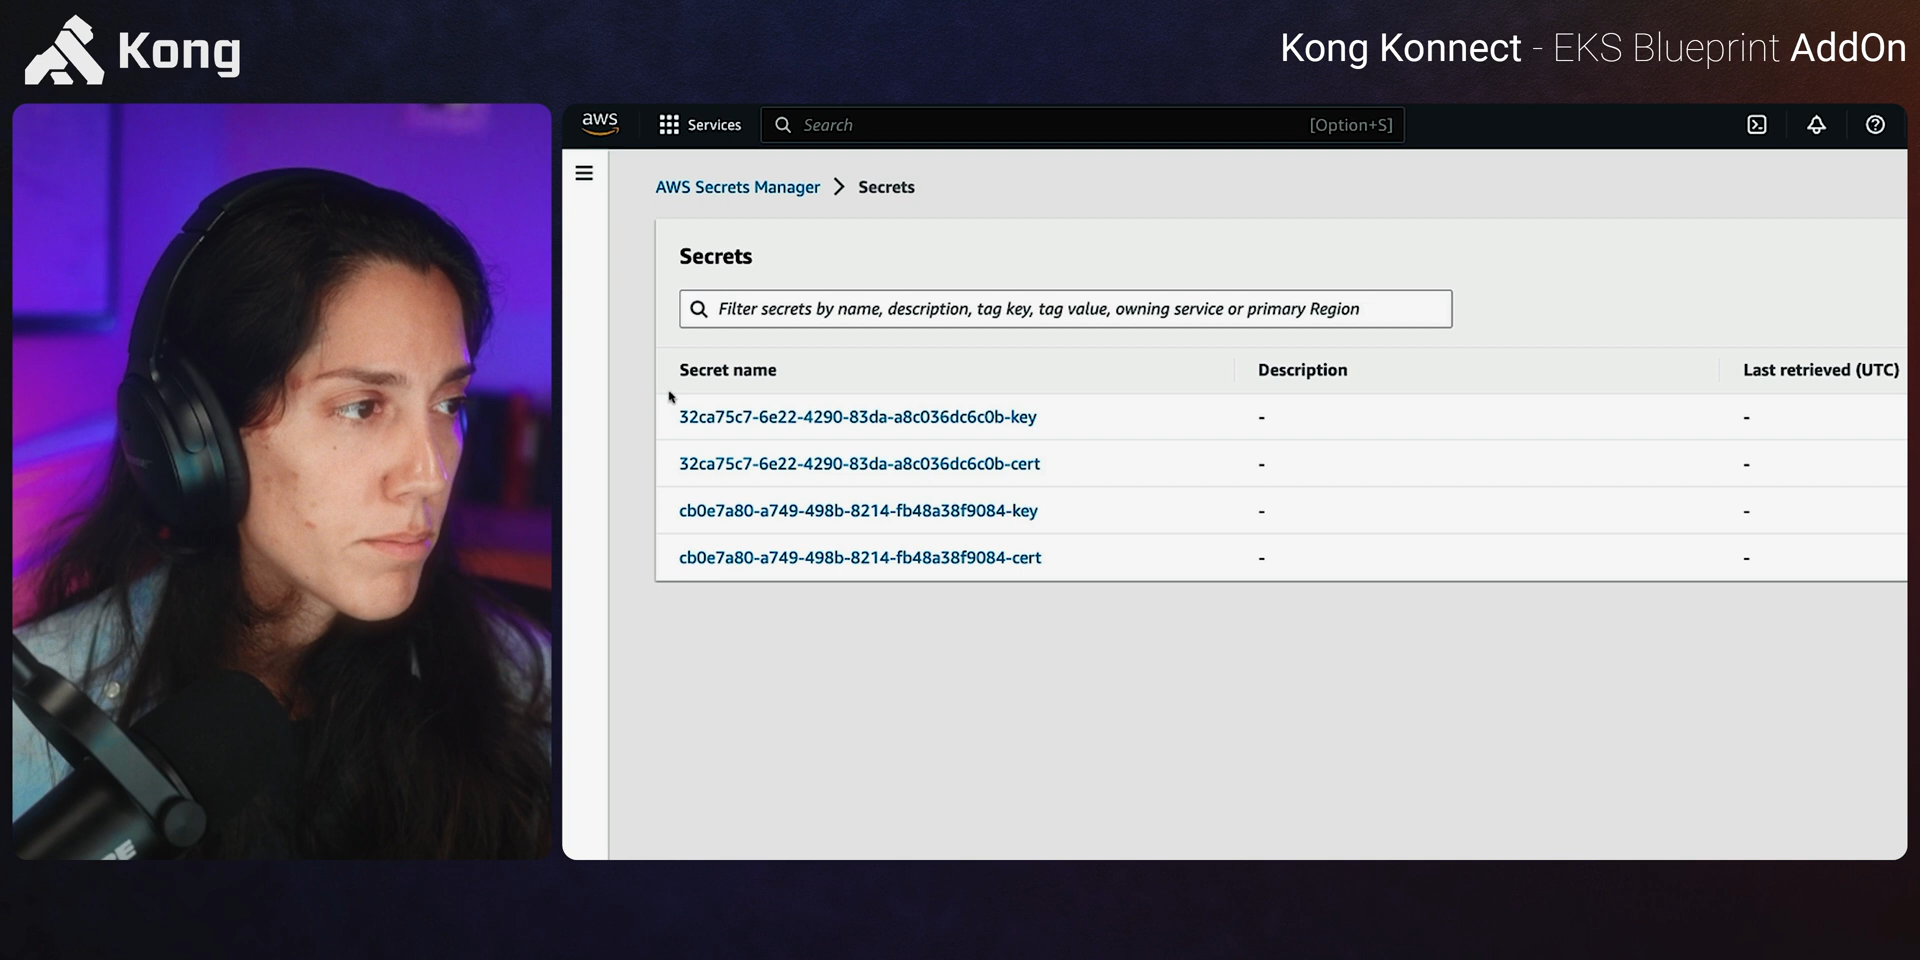 Kong
Kong Konnect - EKS Blueprint AddOn
aws
Services
Search
[Option+S]
AWS Secrets Manager > Secrets
Secrets
Filter secrets by name, description, tag key, tag value, owning service or primary Region
Secret name Description Last retrieved (UTC)
32ca75c7-6e22-4290-83da-a8c036dc6c0b-key - -
32ca75c7-6e22-4290-83da-a8c036dc6c0b-cert - -
cb0e7a80-a749-498b-8214-fb48a38f9084-key - -
cb0e7a80-a749-498b-8214-fb48a38f9084-cert - -